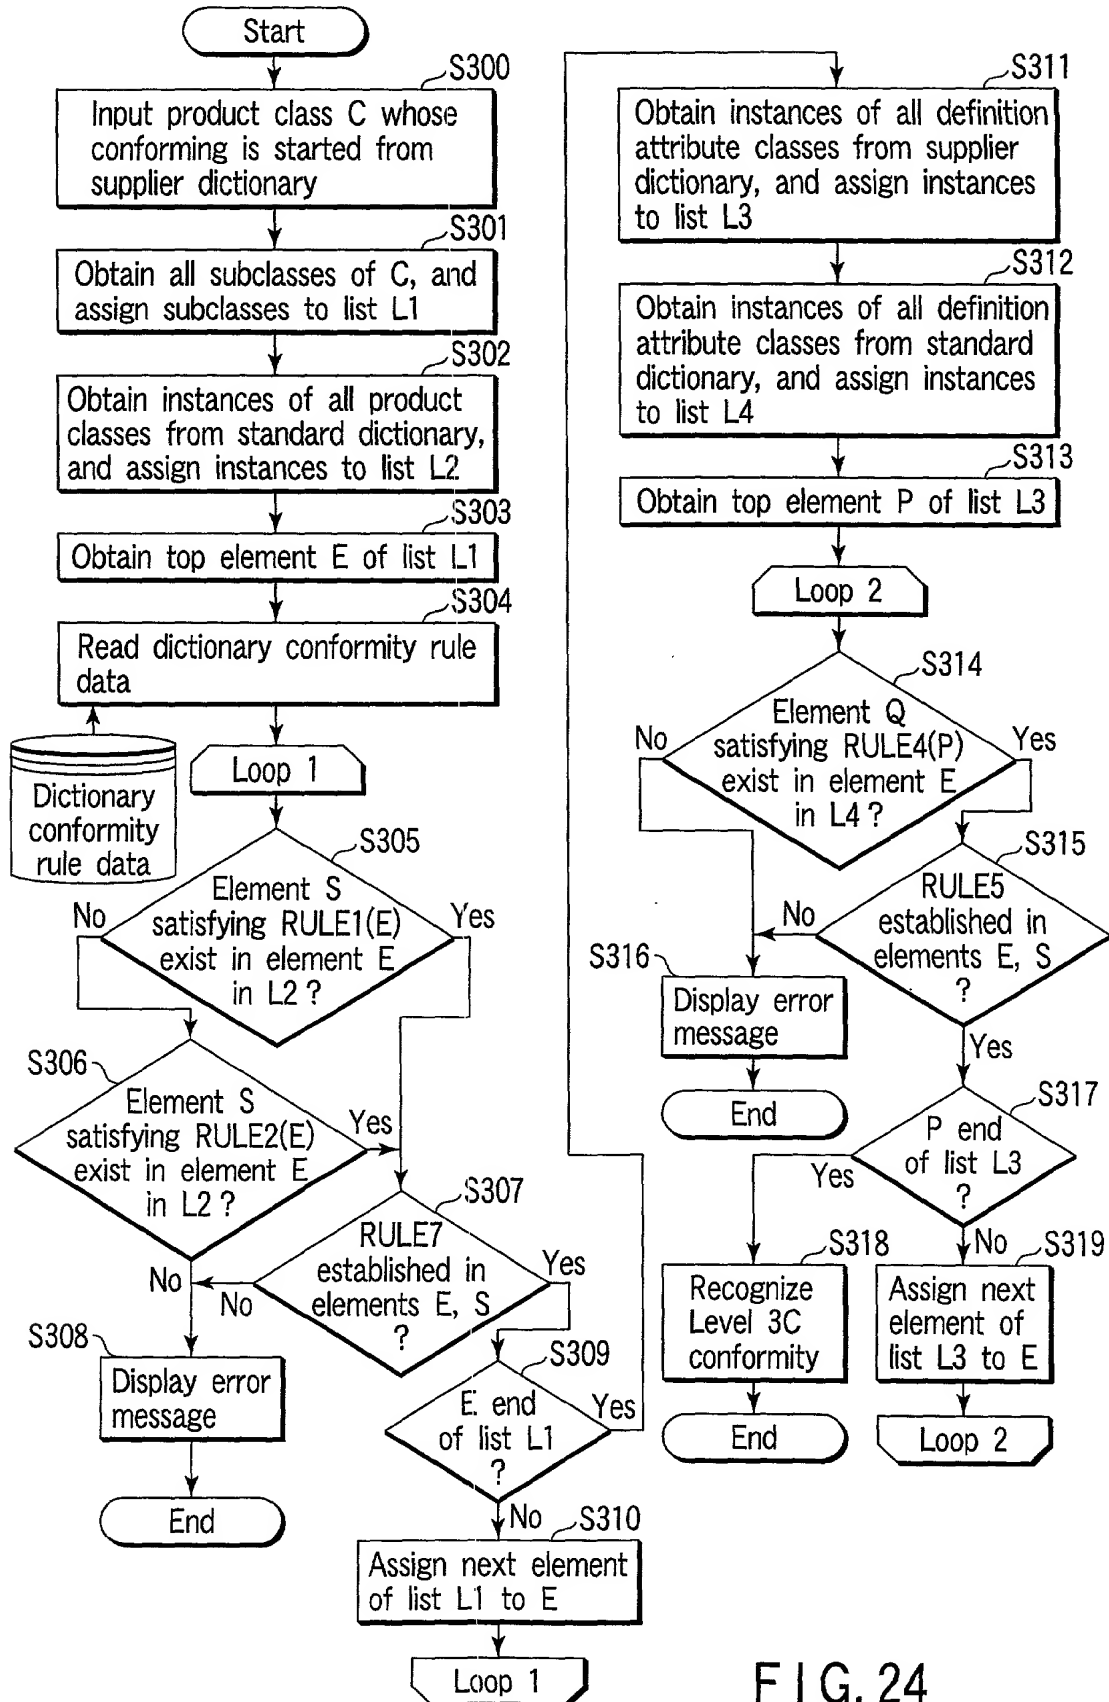 Start
S300
Input product class C whose
conforming is started from
supplier dictionary
S301
Obtain all subclasses of C, and
assign subclasses to list L1
S302
Obtain instances of all product
classes from standard dictionary,
and assign instances to list L2
S303
Obtain top element E of list L1
S304
Read dictionary conformity rule
data
Dictionary
conformity
rule data
Loop 1
S305
Element S
satisfying RULE1(E)
exist in element E
in L2 ?
No
Yes
S306
Element S
satisfying RULE2(E)
exist in element E
in L2 ?
Yes
No
S307
RULE7
established in
elements E, S
?
No
Yes
S308
Display error
message
End
S309
E end
of list L1
?
Yes
No
S310
Assign next element
of list L1 to E
Loop 1
S311
Obtain instances of all definition
attribute classes from supplier
dictionary, and assign instances
to list L3
S312
Obtain instances of all definition
attribute classes from standard
dictionary, and assign instances
to list L4
S313
Obtain top element P of list L3
Loop 2
S314
Element Q
satisfying RULE4(P)
exist in element E
in L4 ?
No
Yes
S315
RULE5
established in
elements E, S
?
No
Yes
S316
Display error
message
End
S317
P end
of list L3
?
Yes
No
S318
Recognize
Level 3C
conformity
End
S319
Assign next
element of
list L3 to E
Loop 2
FIG. 24